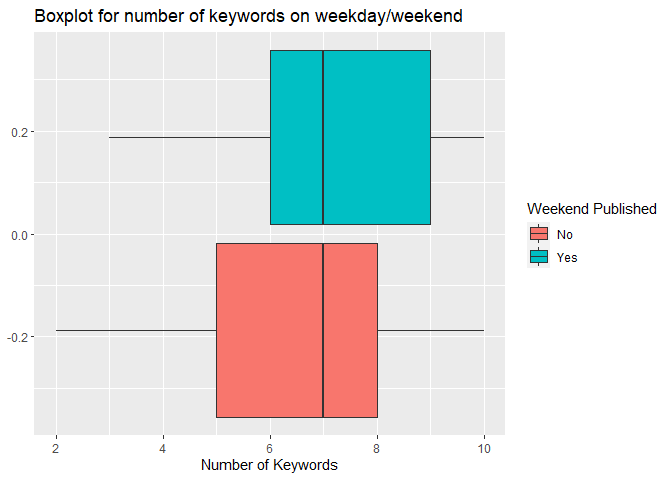 Boxplot for number of keywords on weekday/weekend
0.2
0.0
-0.2
2 4 6 8 10
Number of Keywords
Weekend Published
No
Yes